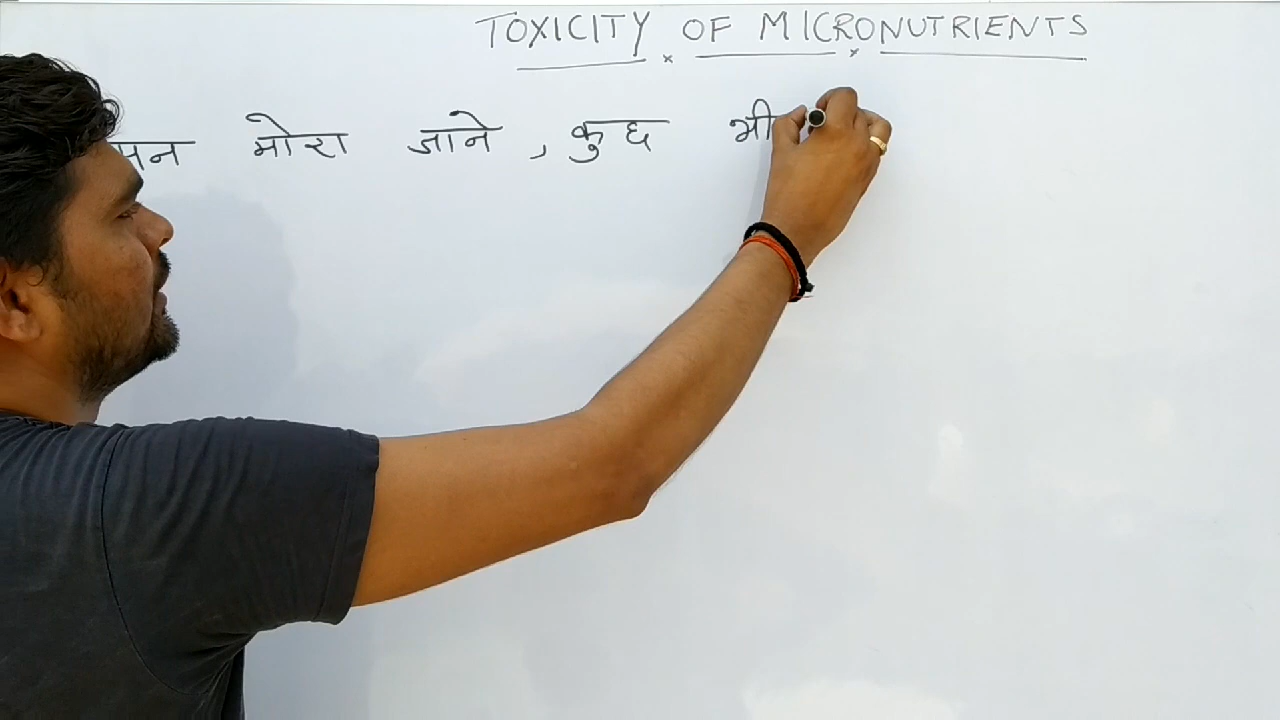 TOXICITY OF MICRONUTRIENTS
मोरा जाने , कुछ भी